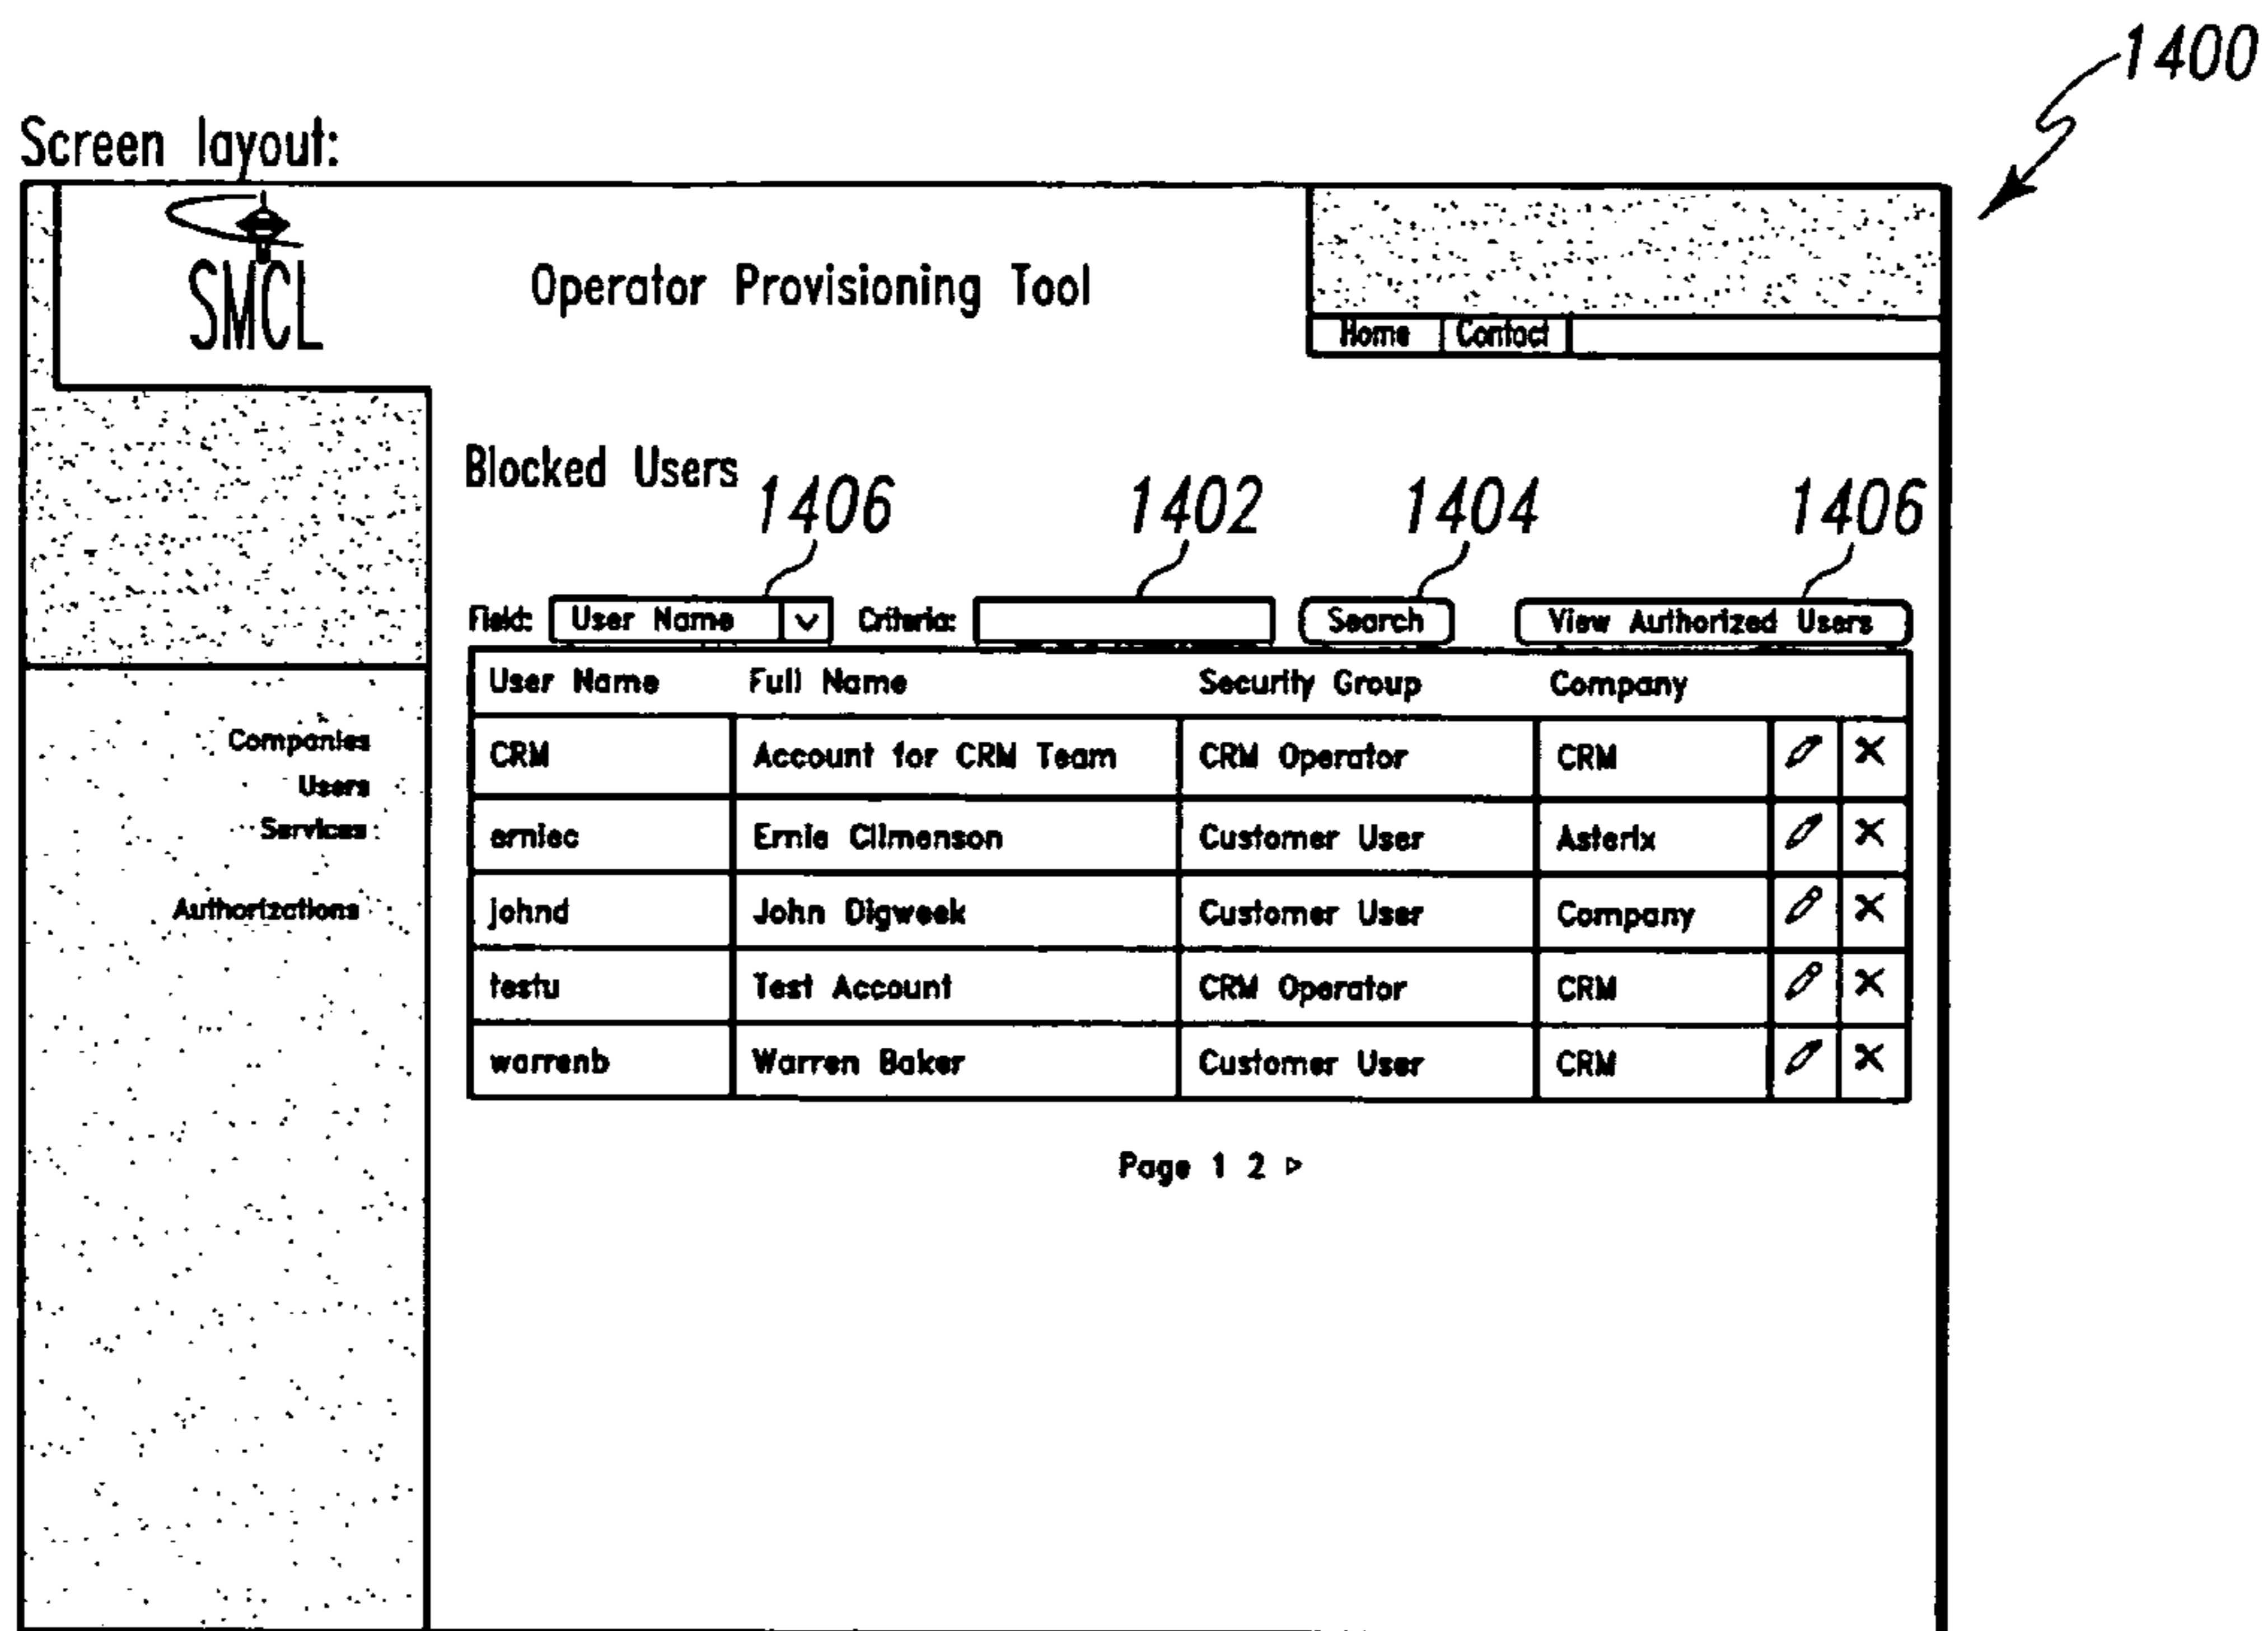 1400
Screen layout:
SMCL
Operator Provisioning Tool
Home Contact
Blocked Users
1406 1402 1404 1406
Field: User Name Criteria: Search View Authorized Users
User Name Full Name Security Group Company
CRM Account for CRM Team CRM Operator CRM
erniec Ernie Climenson Customer User Asterix
johnd John Digweek Customer User Company
testu Test Account CRM Operator CRM
warrenb Warren Baker Customer User CRM
Companies
Users
Services
Authorizations
Page 1 2